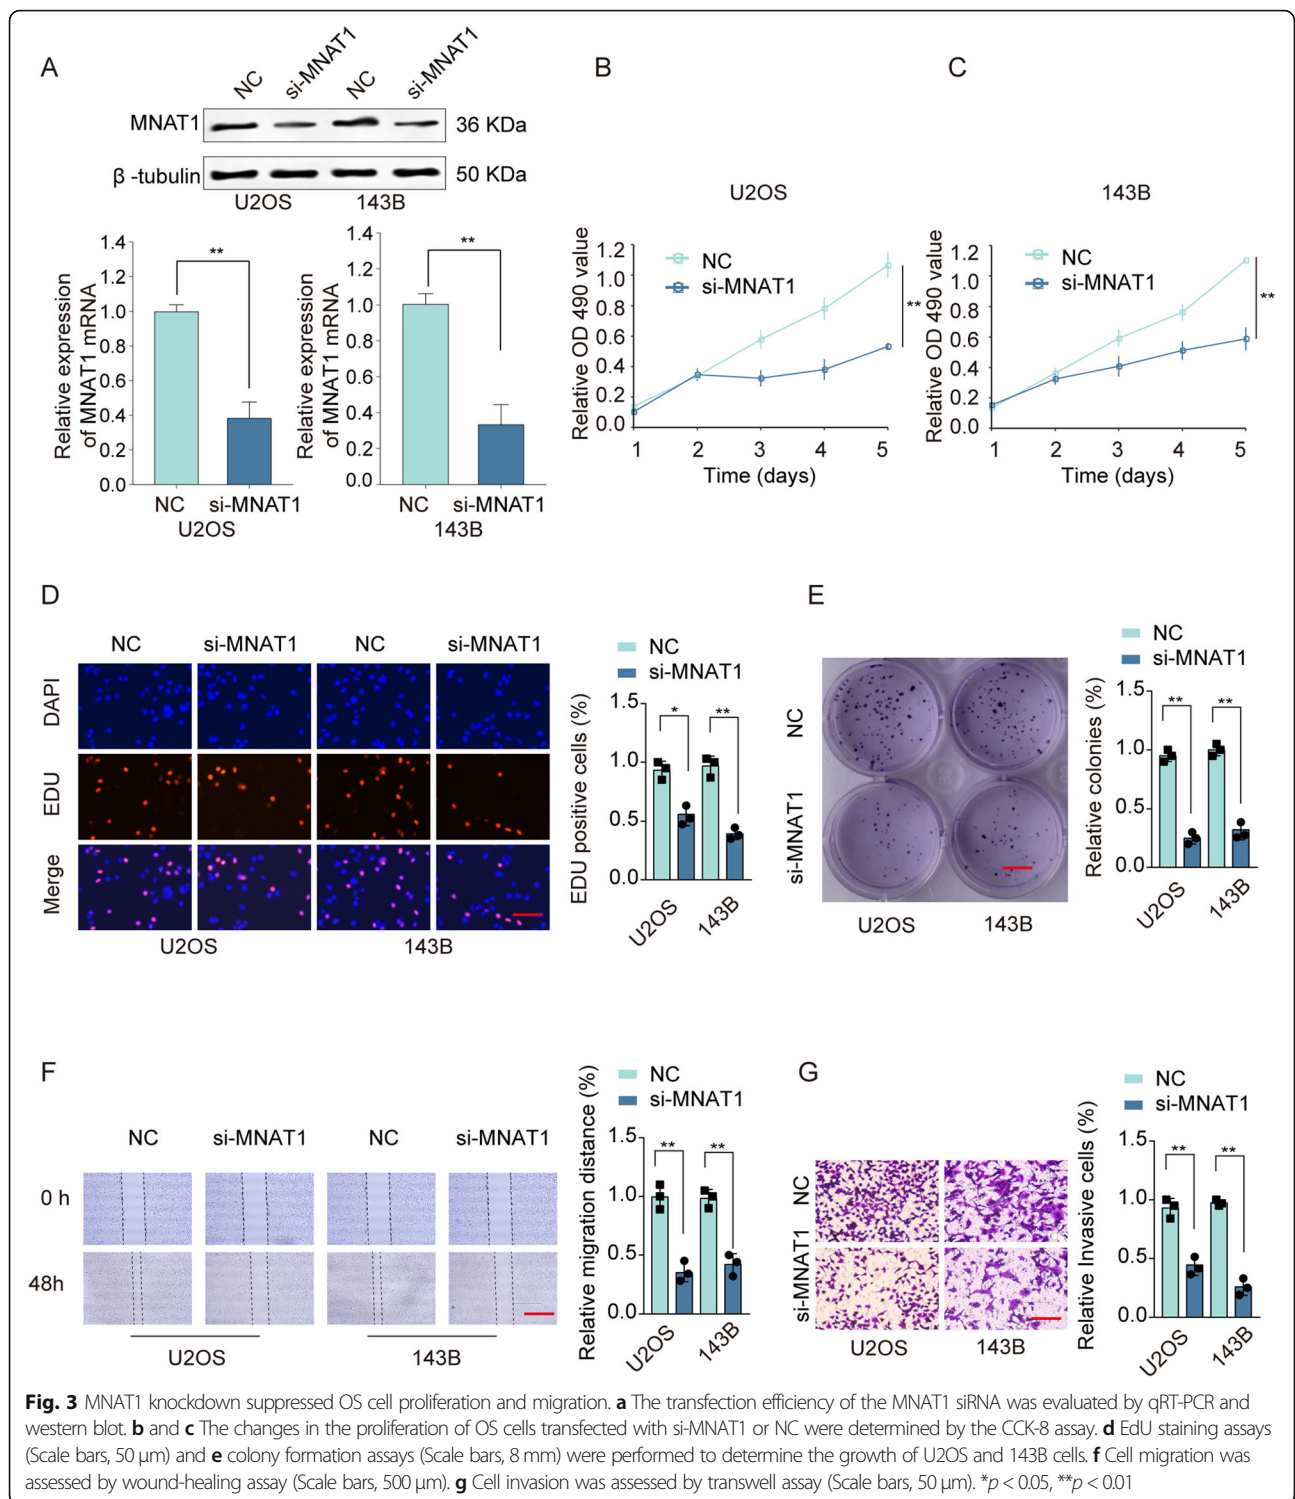 A
NC si-MNAT1 NC si-MNAT1
MNAT1 36 KDa
β -tubulin 50 KDa
U2OS 143B
Relative expression
of MNAT1 mRNA
1.4
1.2
1.0
0.8
0.6
0.4
0.2
0.0
**
NC si-MNAT1
U2OS
Relative expression
of MNAT1 mRNA
1.4
1.2
1.0
0.8
0.6
0.4
0.2
0.0
**
NC si-MNAT1
143B
B
U2OS
Relative OD 490 value
1.2
1.0
0.8
0.6
0.4
0.2
0.0
NC
si-MNAT1
**
1 2 3 4 5
Time (days)
C
143B
Relative OD 490 value
1.2
1.0
0.8
0.6
0.4
0.2
0.0
NC
si-MNAT1
**
1 2 3 4 5
Time (days)
D
NC si-MNAT1 NC si-MNAT1
DAPI
EDU
Merge
U2OS 143B
NC
si-MNAT1
EDU positive cells (%)
1.5
1.0
0.5
0.0
* **
U2OS 143B
E
NC
si-MNAT1
U2OS 143B
NC
si-MNAT1
Relative colonies (%)
1.5
1.0
0.5
0.0
** **
U2OS 143B
F
NC si-MNAT1 NC si-MNAT1
0 h
48h
U2OS 143B
NC
si-MNAT1
Relative migration distance (%)
1.5
1.0
0.5
0.0
** **
U2OS 143B
G
NC
si-MNAT1
U2OS 143B
NC
si-MNAT1
Relative Invasive cells (%)
1.5
1.0
0.5
0.0
** **
U2OS 143B
Fig. 3 MNAT1 knockdown suppressed OS cell proliferation and migration. a The transfection efficiency of the MNAT1 siRNA was evaluated by qRT-PCR and
western blot. b and c The changes in the proliferation of OS cells transfected with si-MNAT1 or NC were determined by the CCK-8 assay. d EdU staining assays
(Scale bars, 50 μm) and e colony formation assays (Scale bars, 8 mm) were performed to determine the growth of U2OS and 143B cells. f Cell migration was
assessed by wound-healing assay (Scale bars, 500 μm). g Cell invasion was assessed by transwell assay (Scale bars, 50 μm). *p < 0.05, **p < 0.01